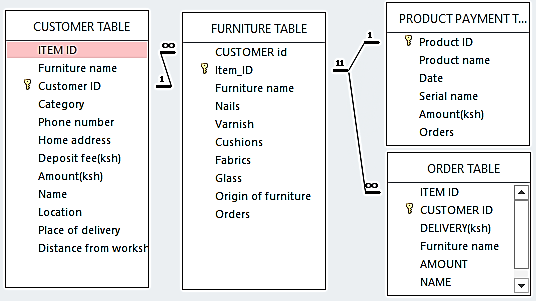 CUSTOMER TABLE
ITEM ID
Furniture name
Customer ID
Category
Phone number
Home address
Deposit fee(ksh)
Amount(ksh)
Name
Location
Place of delivery
Distance from worksh
∞
1
FURNITURE TABLE
CUSTOMER id
Item_ID
Furniture name
Nails
Varnish
Cushions
Fabrics
Glass
Origin of furniture
Orders
11
1
∞
PRODUCT PAYMENT T...
Product ID
Product name
Date
Serial name
Amount(ksh)
Orders
ORDER TABLE
ITEM ID
CUSTOMER ID
DELIVERY(ksh)
Furniture name
AMOUNT
NAME